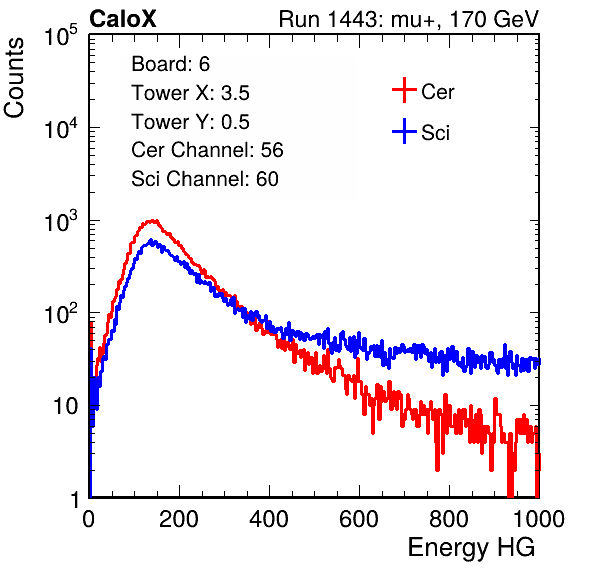 CaloX Run 1443: mu+, 170 GeV
Board: 6
Tower X: 3.5
Tower Y: 0.5
Cer Channel: 56
Sci Channel: 60
Cer
Sci
Counts
10^5
10^4
10^3
10^2
10
1
0 200 400 600 800 1000
Energy HG